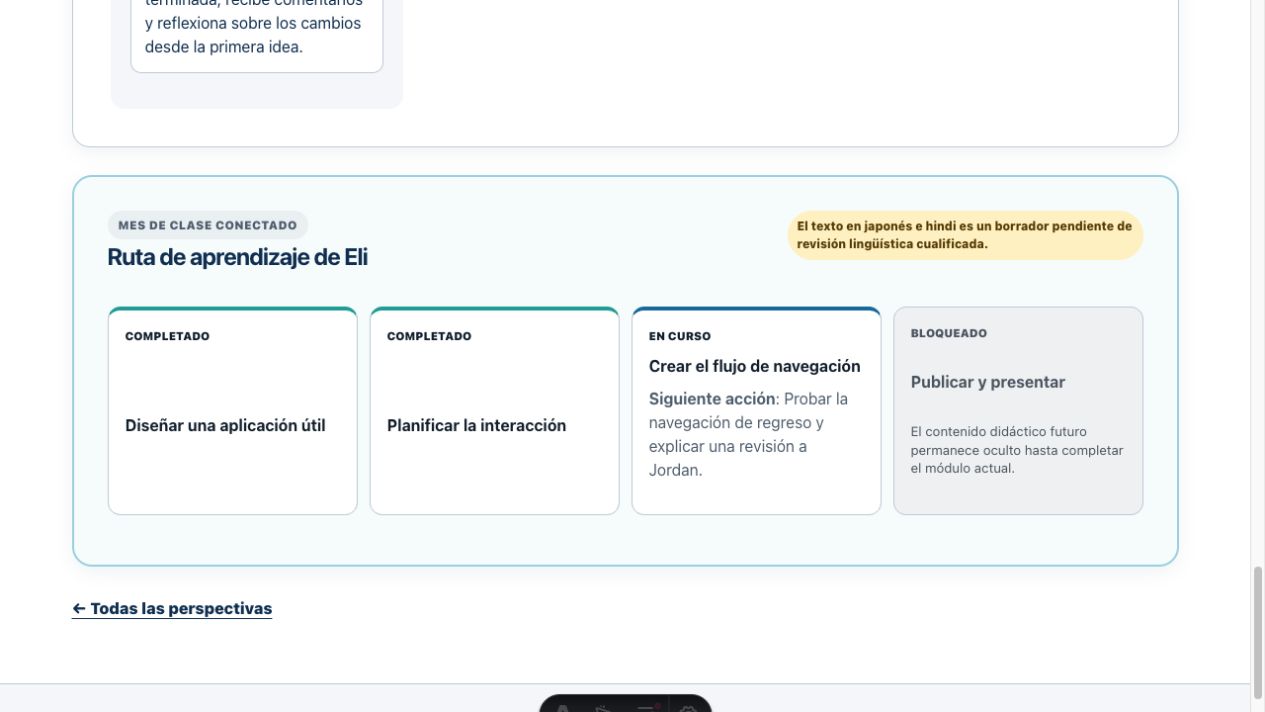 terminada, recibe comentarios
y reflexiona sobre los cambios
desde la primera idea.
MES DE CLASE CONECTADO
Ruta de aprendizaje de Eli
El texto en japonés e hindi es un borrador pendiente de
revisión lingüística cualificada.
COMPLETADO
Diseñar una aplicación útil
COMPLETADO
Planificar la interacción
EN CURSO
Crear el flujo de navegación
Siguiente acción: Probar la
navegación de regreso y
explicar una revisión a
Jordan.
BLOQUEADO
Publicar y presentar
El contenido didáctico futuro
permanece oculto hasta completar
el módulo actual.
← Todas las perspectivas